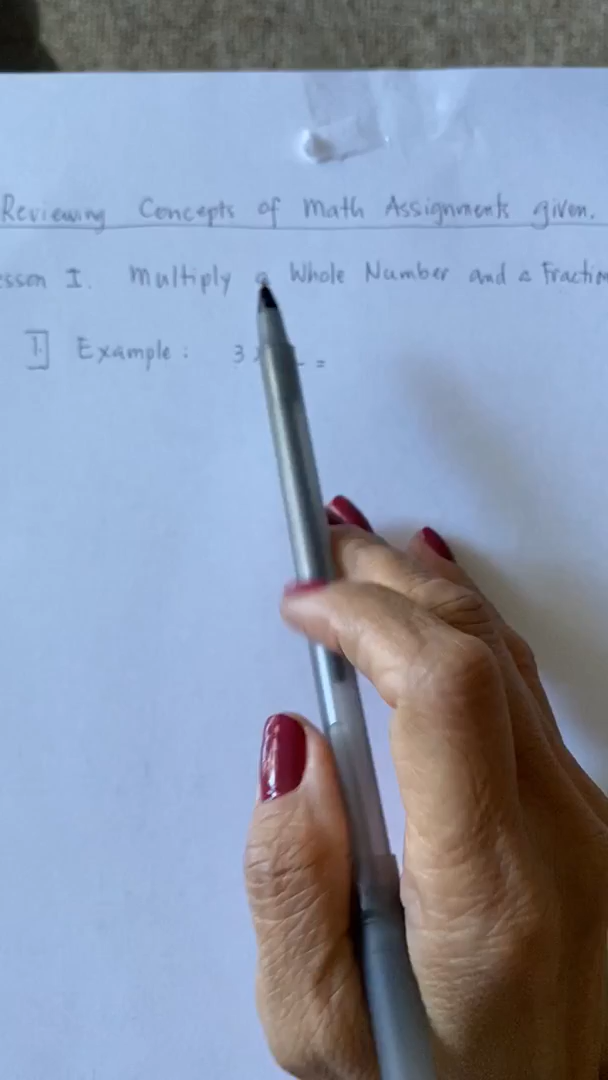 Reviewing Concepts of Math Assignments given.
Lesson I. Multiply a Whole Number and a Fraction
1. Example : 3 =